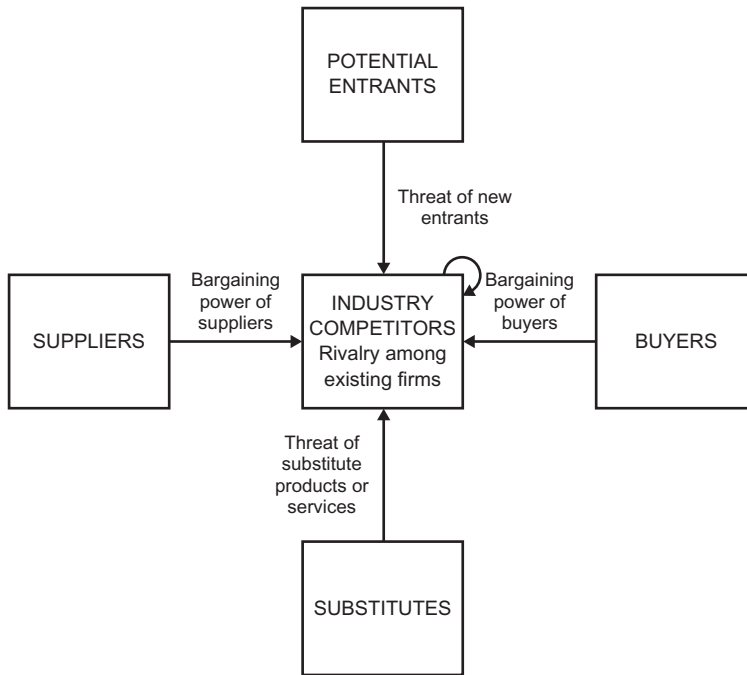 POTENTIAL
ENTRANTS
Threat of new
entrants
Bargaining
power of
suppliers
Bargaining
power of
buyers
SUPPLIERS
INDUSTRY
COMPETITORS
Rivalry among
existing firms
BUYERS
Threat of
substitute
products or
services
SUBSTITUTES